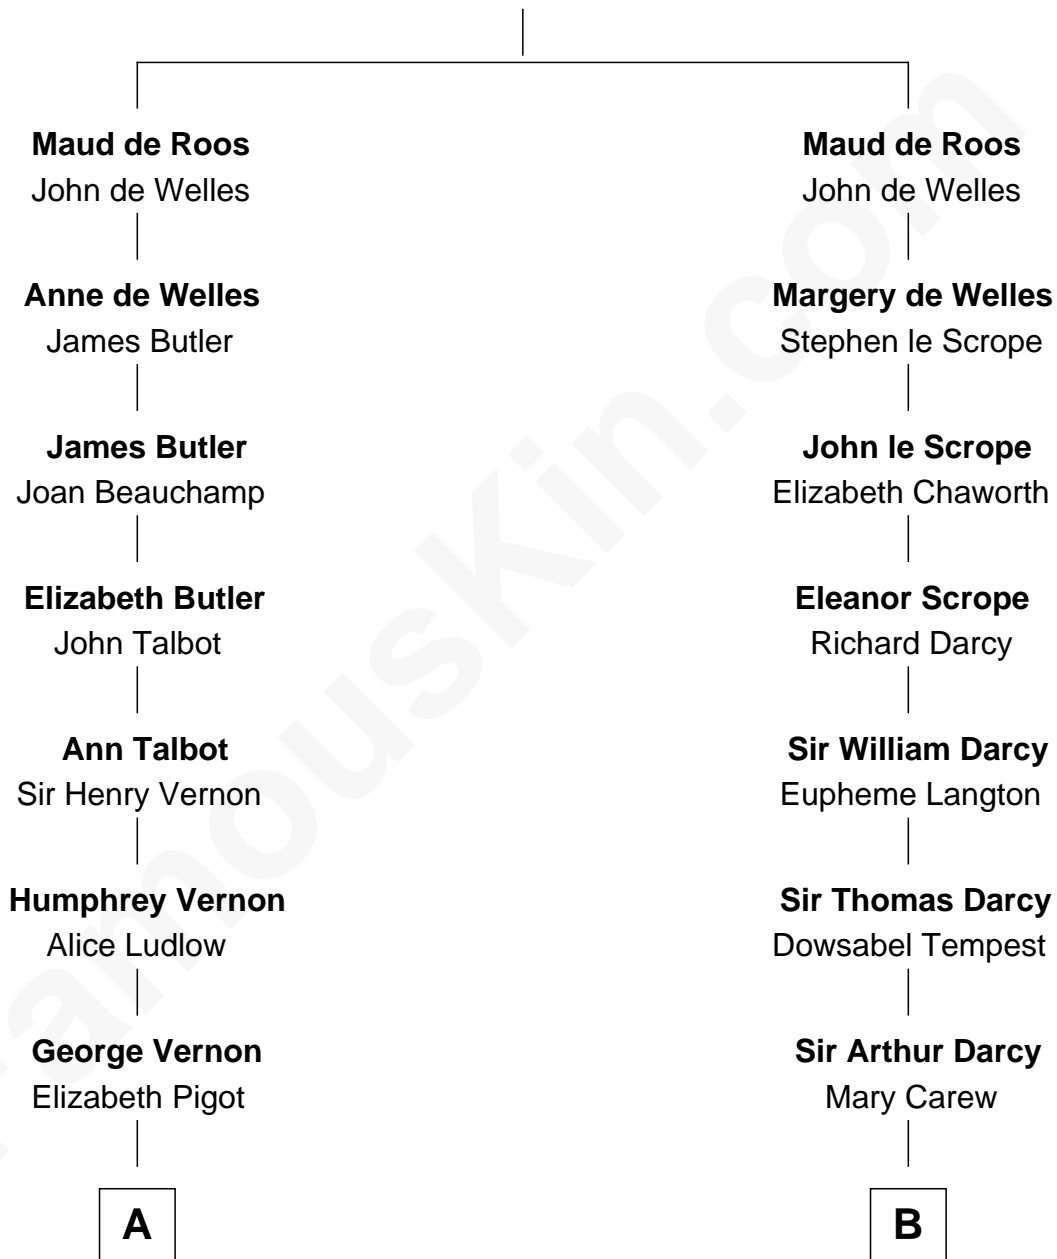 Maud de Roos
John de Welles
Anne de Welles
James Butler
James Butler
Joan Beauchamp
Elizabeth Butler
John Talbot
Ann Talbot
Sir Henry Vernon
Humphrey Vernon
Alice Ludlow
George Vernon
Elizabeth Pigot
A
Maud de Roos
John de Welles
Margery de Welles
Stephen le Scrope
John le Scrope
Elizabeth Chaworth
Eleanor Scrope
Richard Darcy
Sir William Darcy
Eupheme Langton
Sir Thomas Darcy
Dowsabel Tempest
Sir Arthur Darcy
Mary Carew
B
FamousKin.com